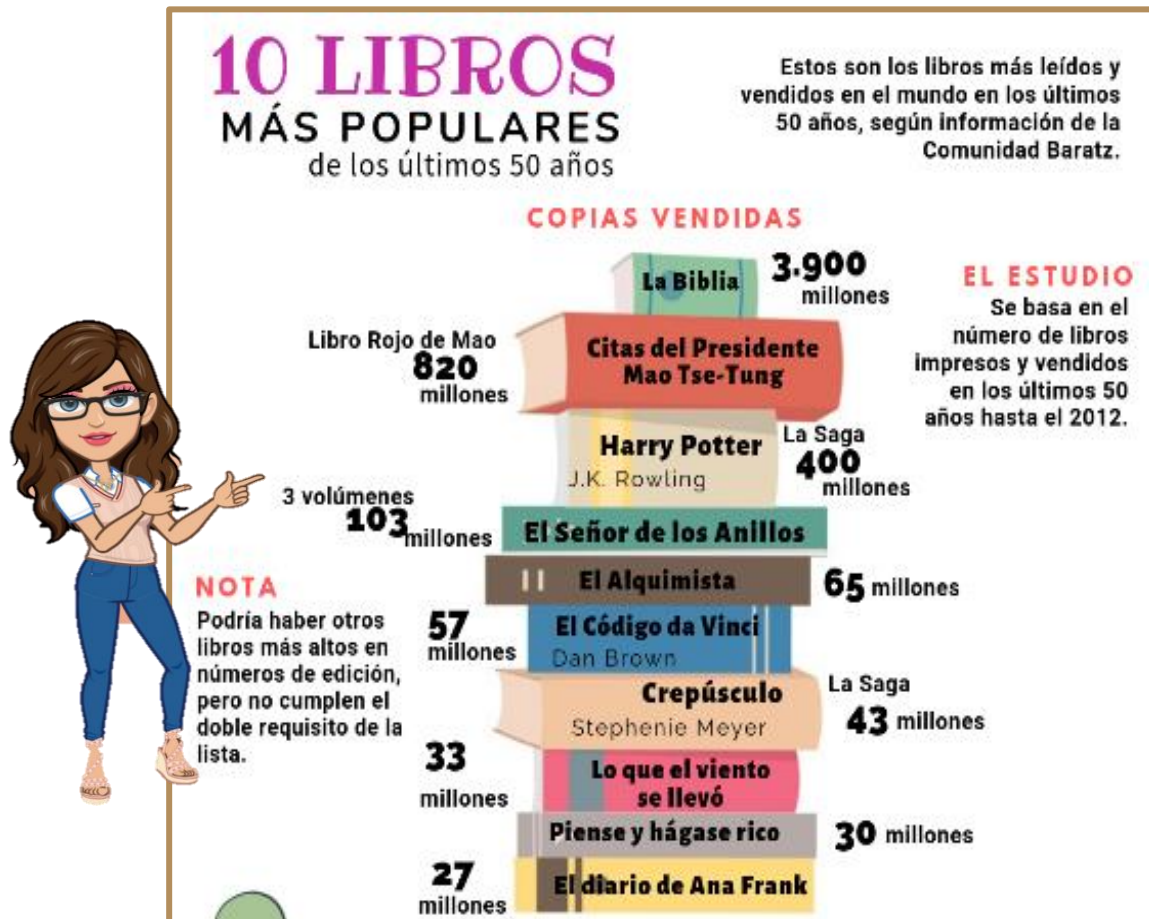 10 LIBROS
MÁS POPULARES
de los últimos 50 años
Estos son los libros más leídos y
vendidos en el mundo en los últimos
50 años, según información de la
Comunidad Baratz.
COPIAS VENDIDAS
La Biblia
3.900
millones
EL ESTUDIO
Se basa en el
número de libros
impresos y vendidos
en los últimos 50
años hasta el 2012.
Libro Rojo de Mao
820
millones
Citas del Presidente
Mao Tse-Tung
Harry Potter
J.K. Rowling
La Saga
400
millones
3 volúmenes
103
millones
El Señor de los Anillos
El Alquimista
65 millones
NOTA
Podría haber otros
libros más altos en
números de edición,
pero no cumplen el
doble requisito de la
lista.
57
millones
El Código da Vinci
Dan Brown
Crepúsculo
Stephenie Meyer
La Saga
43 millones
33
millones
Lo que el viento
se llevó
Piense y hágase rico
30 millones
27
millones
El diario de Ana Frank